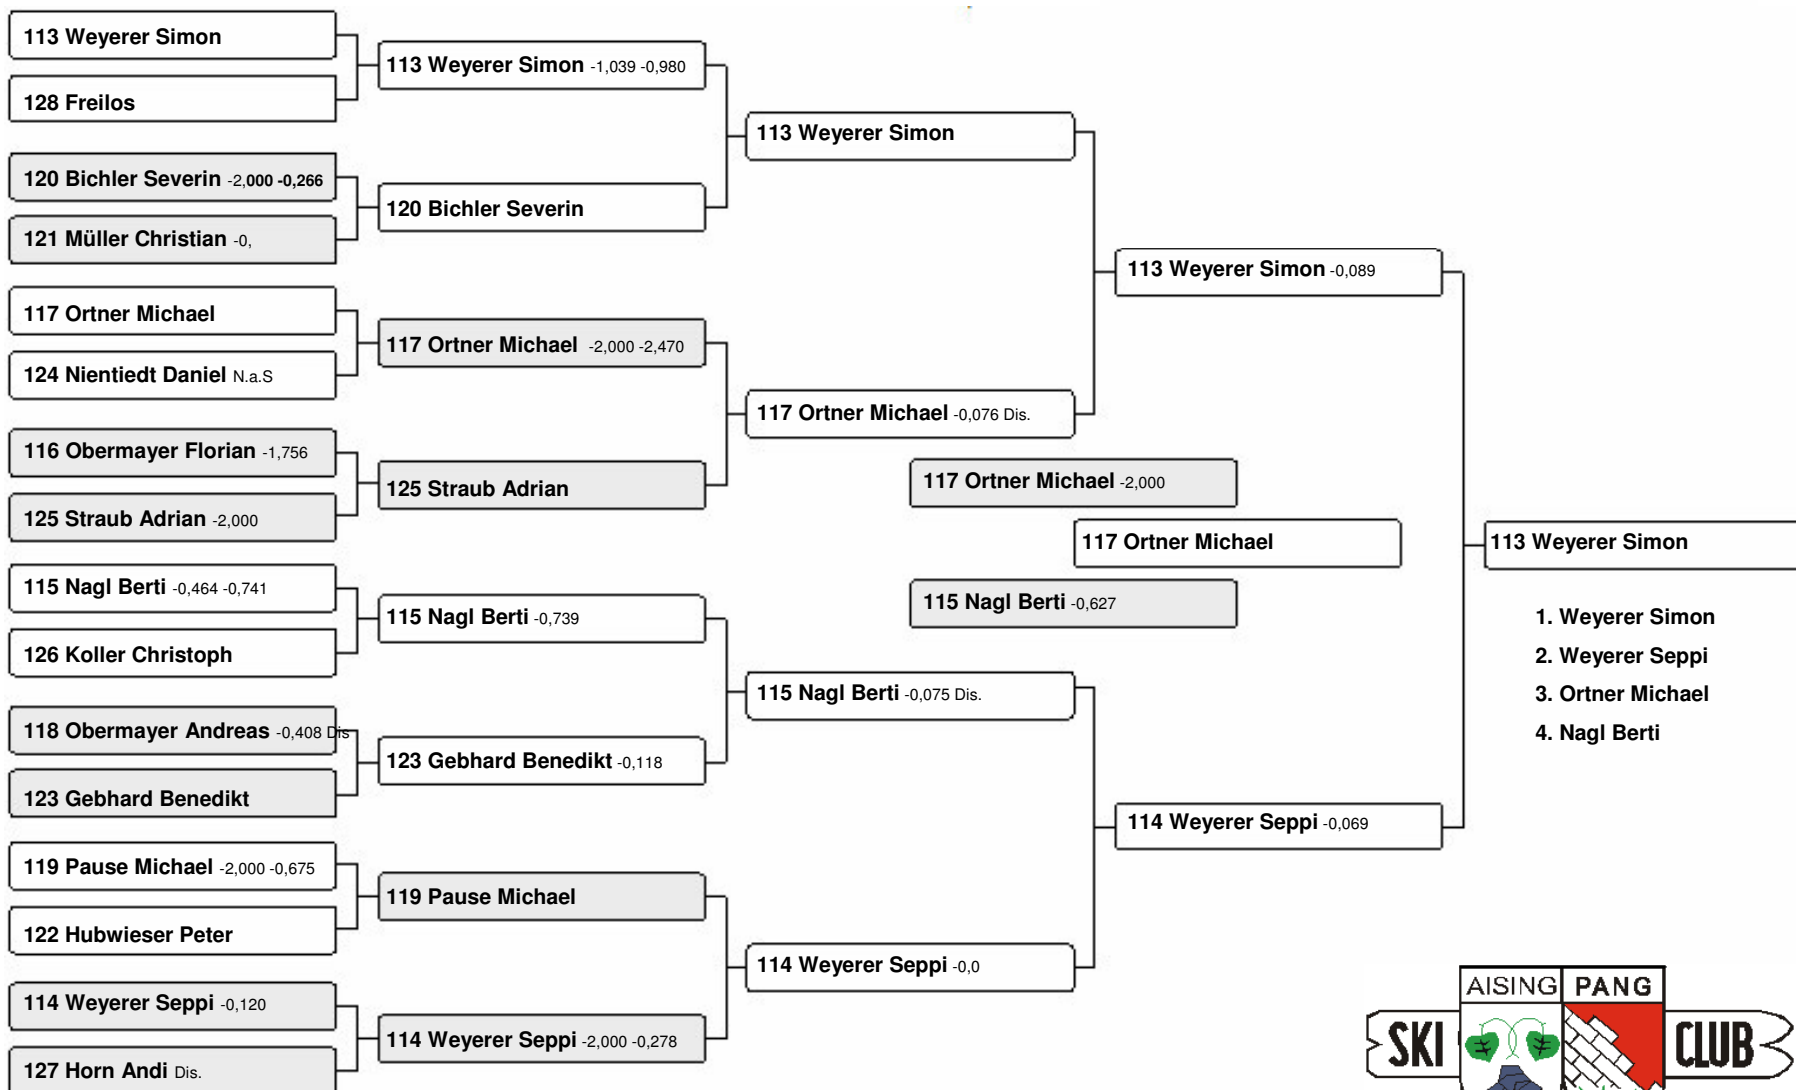 113 Weyerer Simon
128 Freilos
120 Bichler Severin -2,000 -0,266
121 Müller Christian -0,
117 Ortner Michael
124 Nientiedt Daniel N.a.S
116 Obermayer Florian -1,756
125 Straub Adrian -2,000
115 Nagl Berti -0,464 -0,741
126 Koller Christoph
118 Obermayer Andreas -0,408 Dis
123 Gebhard Benedikt
119 Pause Michael -2,000 -0,675
122 Hubwieser Peter
114 Weyerer Seppi -0,120
127 Horn Andi Dis.
113 Weyerer Simon -1,039 -0,980
120 Bichler Severin
117 Ortner Michael -2,000 -2,470
125 Straub Adrian
115 Nagl Berti -0,739
123 Gebhard Benedikt -0,118
119 Pause Michael
114 Weyerer Seppi -2,000 -0,278
113 Weyerer Simon
117 Ortner Michael -0,076 Dis.
115 Nagl Berti -0,075 Dis.
114 Weyerer Seppi -0,0
117 Ortner Michael -2,000
117 Ortner Michael
115 Nagl Berti -0,627
113 Weyerer Simon -0,089
114 Weyerer Seppi -0,069
113 Weyerer Simon
1. Weyerer Simon
2. Weyerer Seppi
3. Ortner Michael
4. Nagl Berti
AISING PANG
SKI CLUB